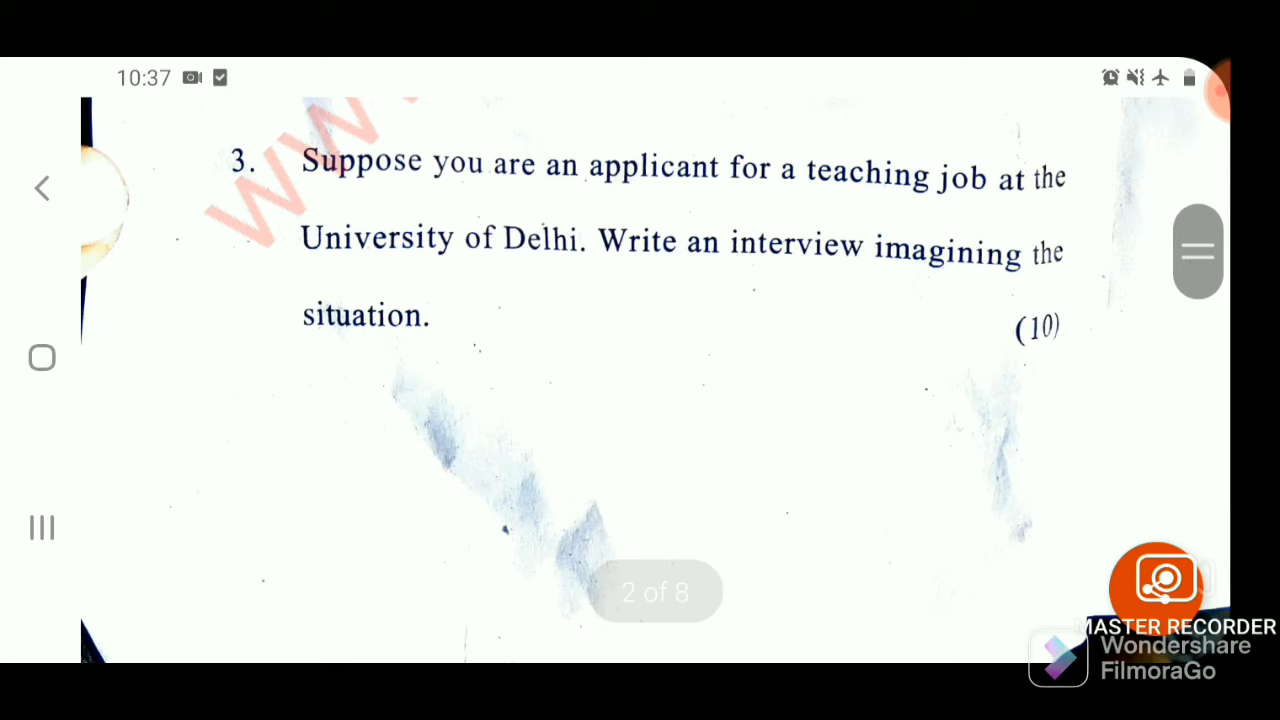 10:37
WW
3. Suppose you are an applicant for a teaching job at the
University of Delhi. Write an interview imagining the
situation. (10)
2 of 8
MASTER RECORDER
Wondershare
FilmoraGo